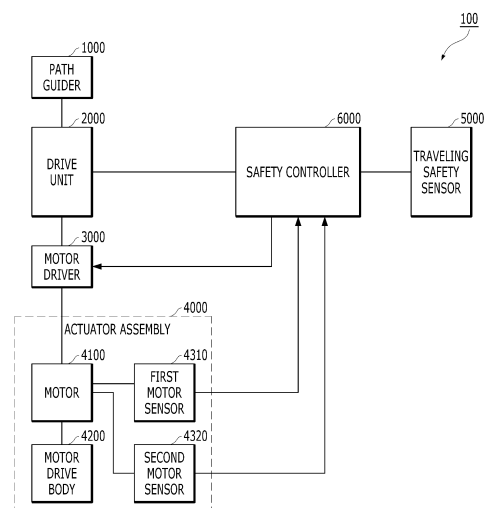 100
1000
PATH
GUIDER
2000
DRIVE
UNIT
6000
SAFETY CONTROLLER
5000
TRAVELING
SAFETY
SENSOR
3000
MOTOR
DRIVER
4000
ACTUATOR ASSEMBLY
4100
MOTOR
4310
FIRST
MOTOR
SENSOR
4200
MOTOR
DRIVE
BODY
4320
SECOND
MOTOR
SENSOR